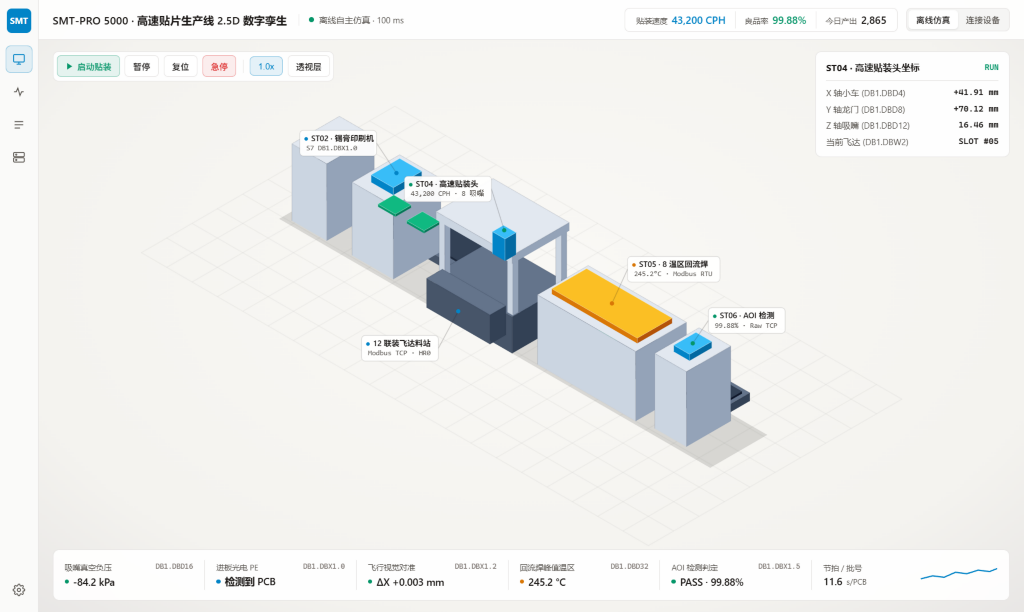 SMT
SMT-PRO 5000 · 高速贴片生产线 2.5D 数字孪生
离线自主仿真 · 100 ms
贴装速度 43,200 CPH
良品率 99.88%
今日产出 2,865
离线仿真
连接设备
启动贴装
暂停
复位
急停
1.0x
透视层
ST04 · 高速贴装头坐标
RUN
X 轴小车 (DB1.DBD4) +41.91 mm
Y 轴龙门 (DB1.DBD8) +70.12 mm
Z 轴吸嘴 (DB1.DBD12) 16.46 mm
当前飞达 (DB1.DBW2) SLOT #05
ST02 · 锡膏印刷机
S7 DB1.DBX1.0
ST04 · 高速贴装头
43,200 CPH · 8 吸嘴
ST05 · 8 温区回流焊
245.2°C · Modbus RTU
ST06 · AOI 检测
99.88% · Raw TCP
12 联装飞达料站
Modbus TCP · HR0
吸嘴真空负压 DB1.DBD16
-84.2 kPa
进板光电 PE DB1.DBX1.0
检测到 PCB
飞行视觉对准 DB1.DBX1.2
ΔX +0.003 mm
回流焊峰值温区 DB1.DBD32
245.2 °C
AOI 检测判定 DB1.DBX1.5
PASS · 99.88%
节拍 / 批号
11.6 s/PCB